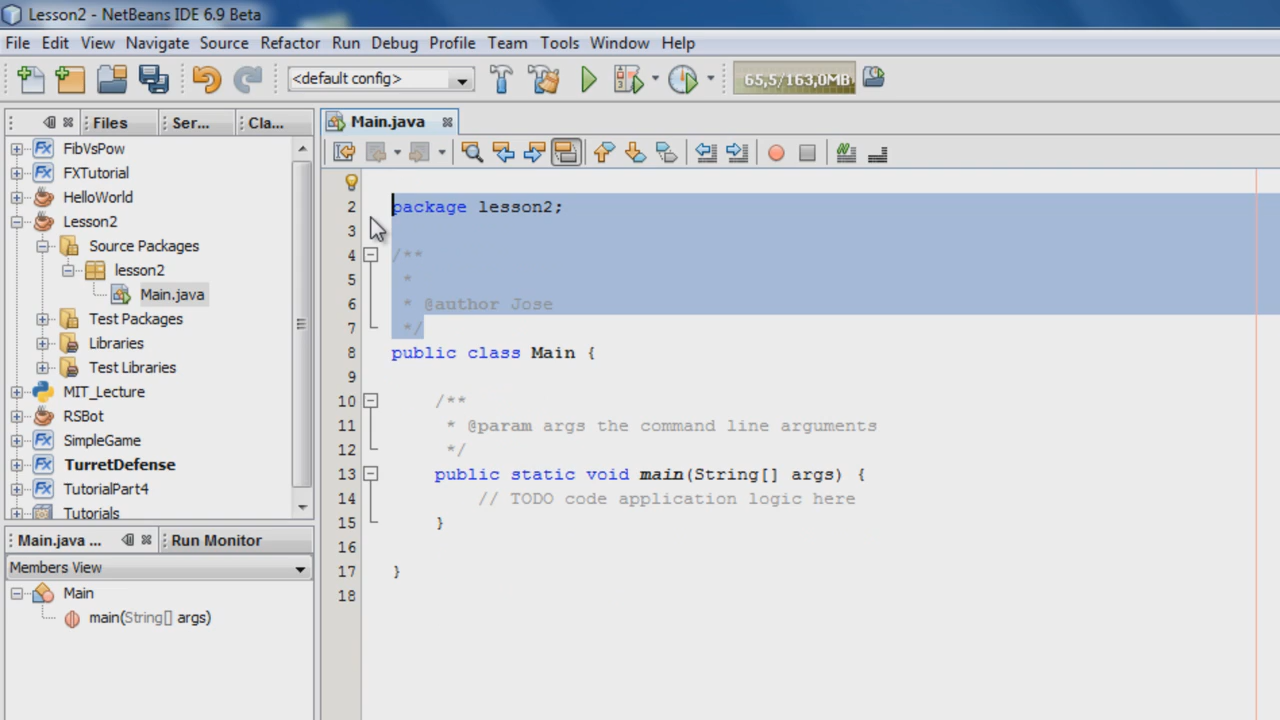 Lesson2 - NetBeans IDE 6.9 Beta
File Edit View Navigate Source Refactor Run Debug Profile Team Tools Window Help
<default config>
65,5/163,0MB
Files
Ser...
Cla...
FibVsPow
FXTutorial
HelloWorld
Lesson2
Source Packages
lesson2
Main.java
Test Packages
Libraries
Test Libraries
MIT_Lecture
RSBot
SimpleGame
TurretDefense
TutorialPart4
Tutorials
Main.java ...
Run Monitor
Members View
Main
main(String[] args)
Main.java
2 package lesson2;
3
4 /**
5 *
6 * @author Jose
7 */
8 public class Main {
9
10 /**
11 * @param args the command line arguments
12 */
13 public static void main(String[] args) {
14 // TODO code application logic here
15 }
16
17 }
18